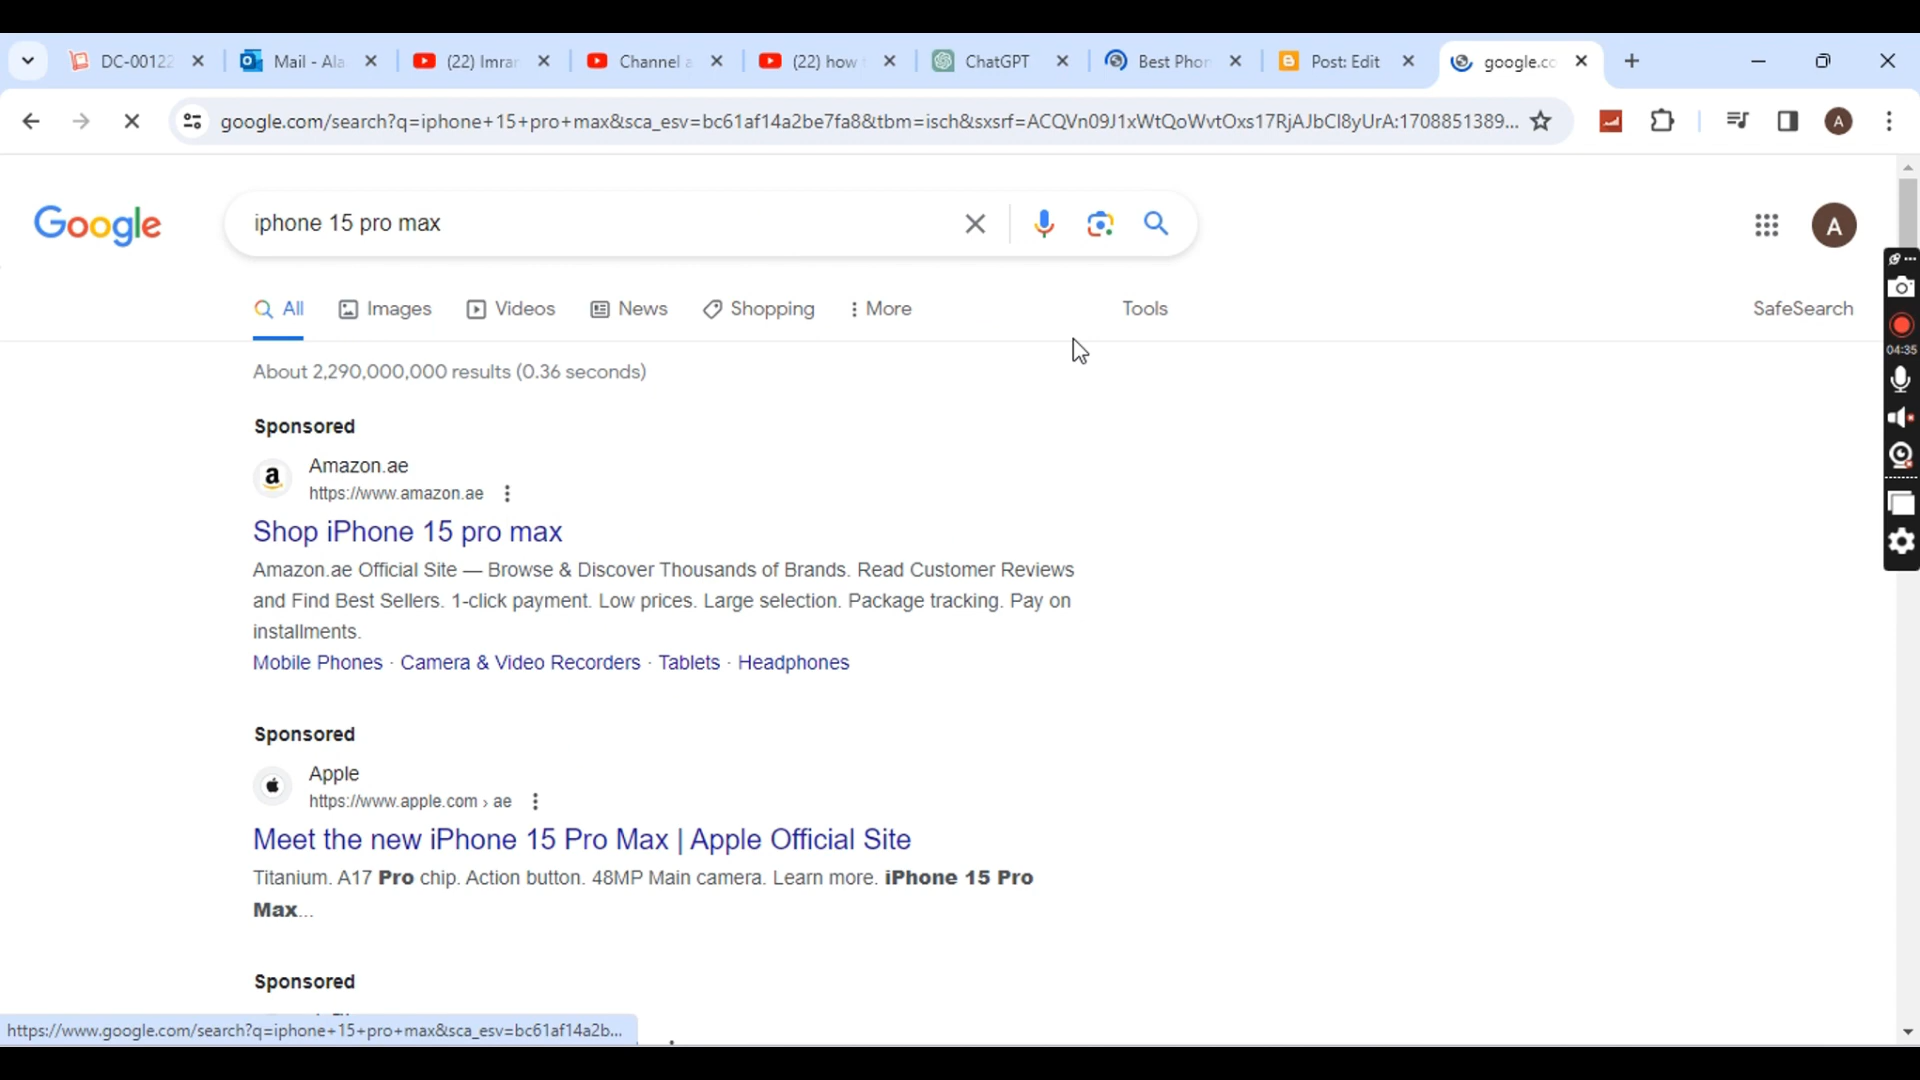 DC-00122
Mail - Ala
(22) Imran
Channel a
(22) how t
ChatGPT
Best Phon
Post: Edit
google.co
google.com/search?q=iphone+15+pro+max&sca_esv=bc61af14a2be7fa8&tbm=isch&sxsrf=ACQVn09J1xWtQoWvtOxs17RjAJbCl8yUrA:1708851389...
A
Google
iphone 15 pro max
A
All
Images
Videos
News
Shopping
More
Tools
SafeSearch
04:35
About 2,290,000,000 results (0.36 seconds)
Sponsored
Amazon.ae
https://www.amazon.ae
Shop iPhone 15 pro max
Amazon.ae Official Site — Browse & Discover Thousands of Brands. Read Customer Reviews
and Find Best Sellers. 1-click payment. Low prices. Large selection. Package tracking. Pay on
installments.
Mobile Phones · Camera & Video Recorders · Tablets · Headphones
Sponsored
Apple
https://www.apple.com › ae
Meet the new iPhone 15 Pro Max | Apple Official Site
Titanium. A17 Pro chip. Action button. 48MP Main camera. Learn more. iPhone 15 Pro
Max...
Sponsored
https://www.google.com/search?q=iphone+15+pro+max&sca_esv=bc61af14a2b...